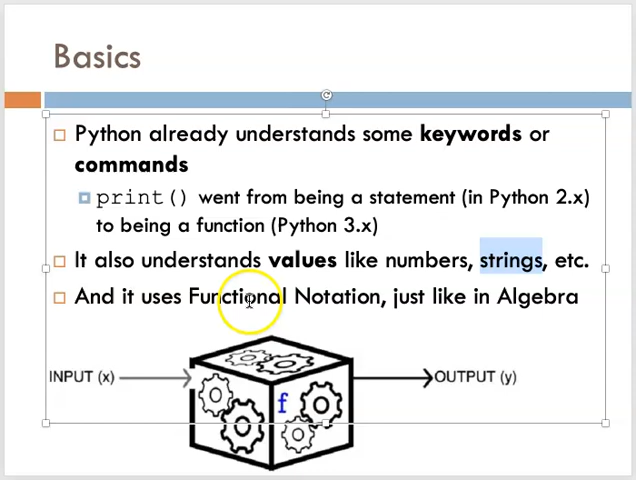 Basics
Python already understands some keywords or
commands
print() went from being a statement (in Python 2.x)
to being a function (Python 3.x)
It also understands values like numbers, strings, etc.
And it uses Functional Notation, just like in Algebra
INPUT (x)
f
OUTPUT (y)